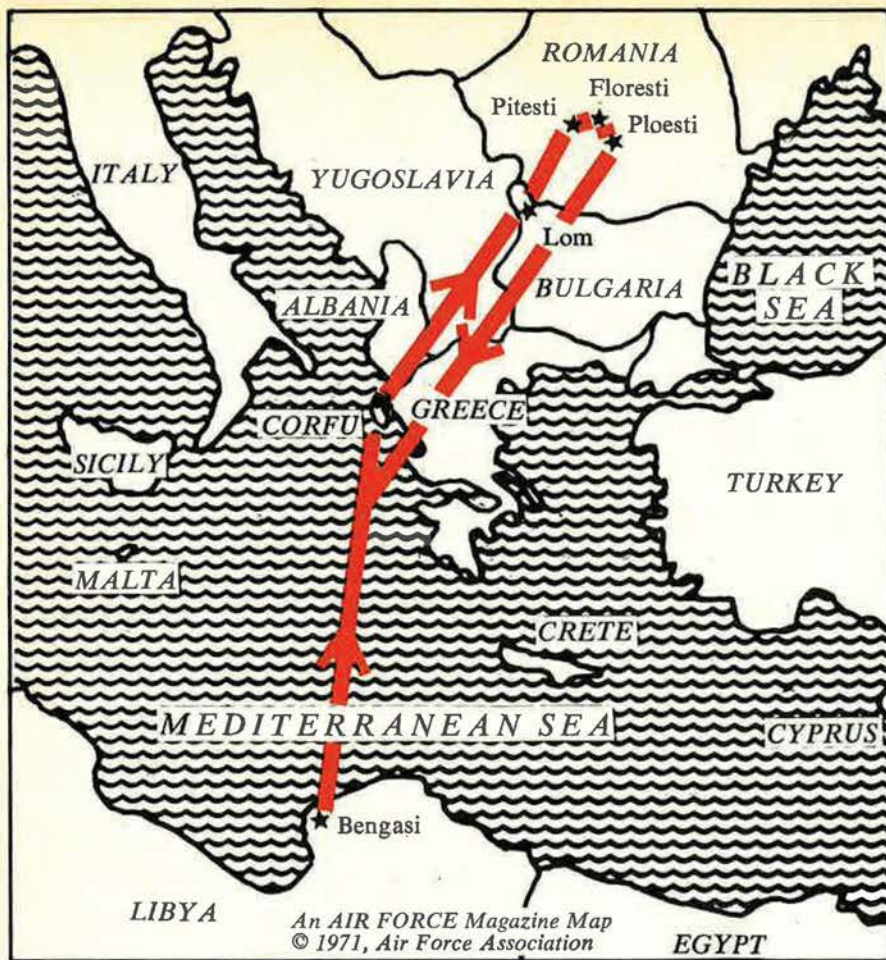 ROMANIA
Floresti
Pitesti
Ploesti
ITALY
YUGOSLAVIA
Lom
BLACK
SEA
ALBANIA
BULGARIA
CORFU
GREECE
SICILY
TURKEY
MALTA
CRETE
MEDITERRANEAN SEA
CYPRUS
Bengasi
LIBYA
An AIR FORCE Magazine Map
© 1971, Air Force Association
EGYPT